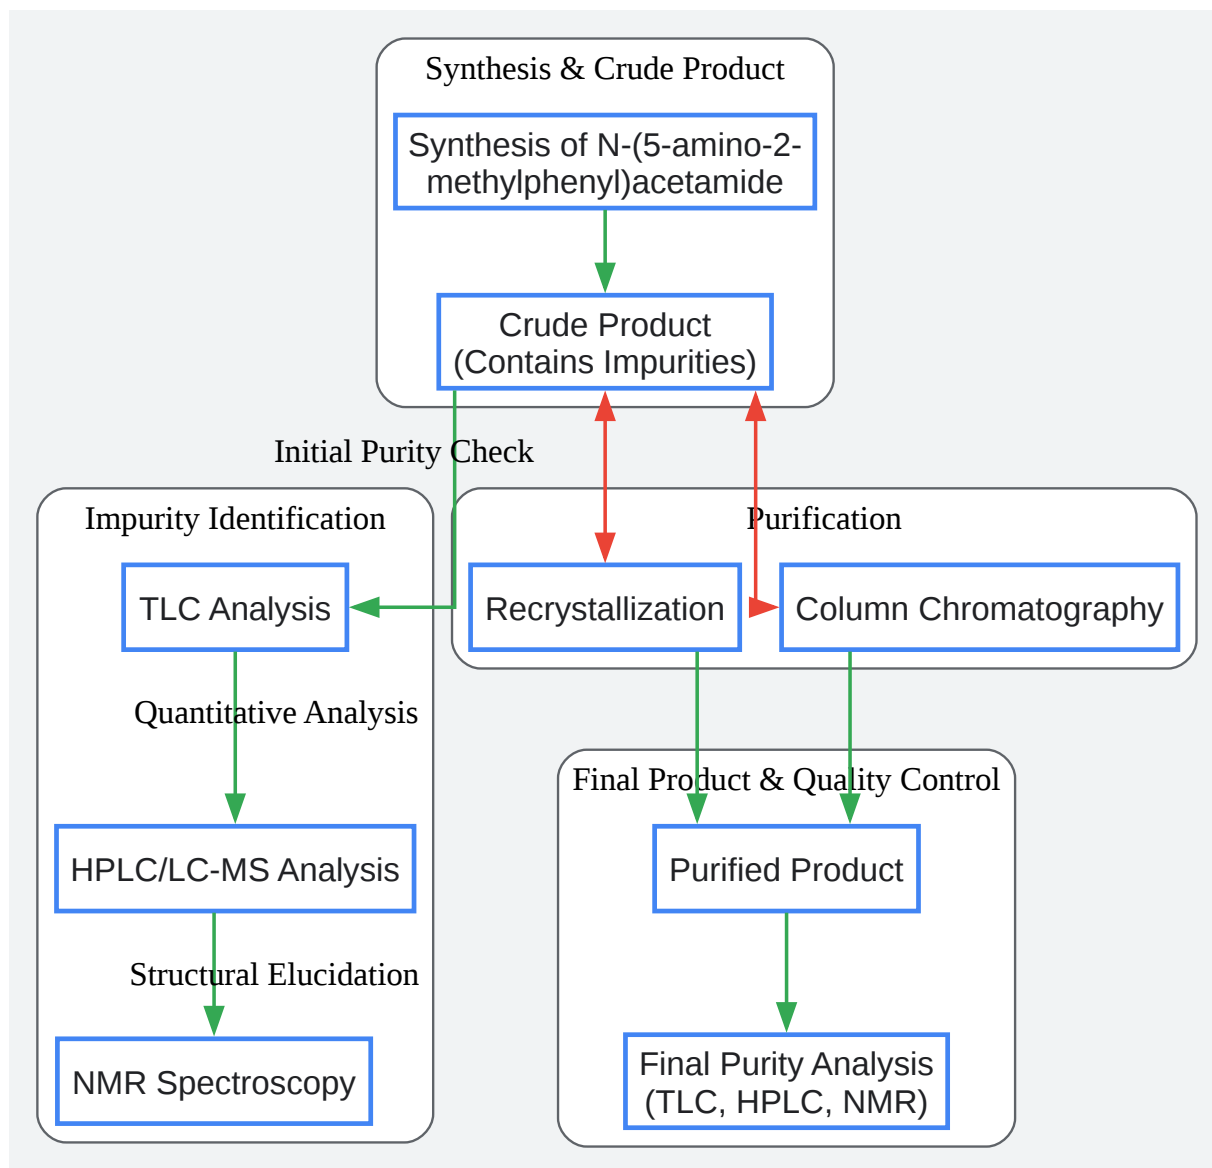 Synthesis & Crude Product
Synthesis of N-(5-amino-2-
methylphenyl)acetamide
Crude Product
(Contains Impurities)
Initial Purity Check
Impurity Identification
TLC Analysis
Quantitative Analysis
HPLC/LC-MS Analysis
Structural Elucidation
NMR Spectroscopy
Purification
Recrystallization
Column Chromatography
Final Product & Quality Control
Purified Product
Final Purity Analysis
(TLC, HPLC, NMR)